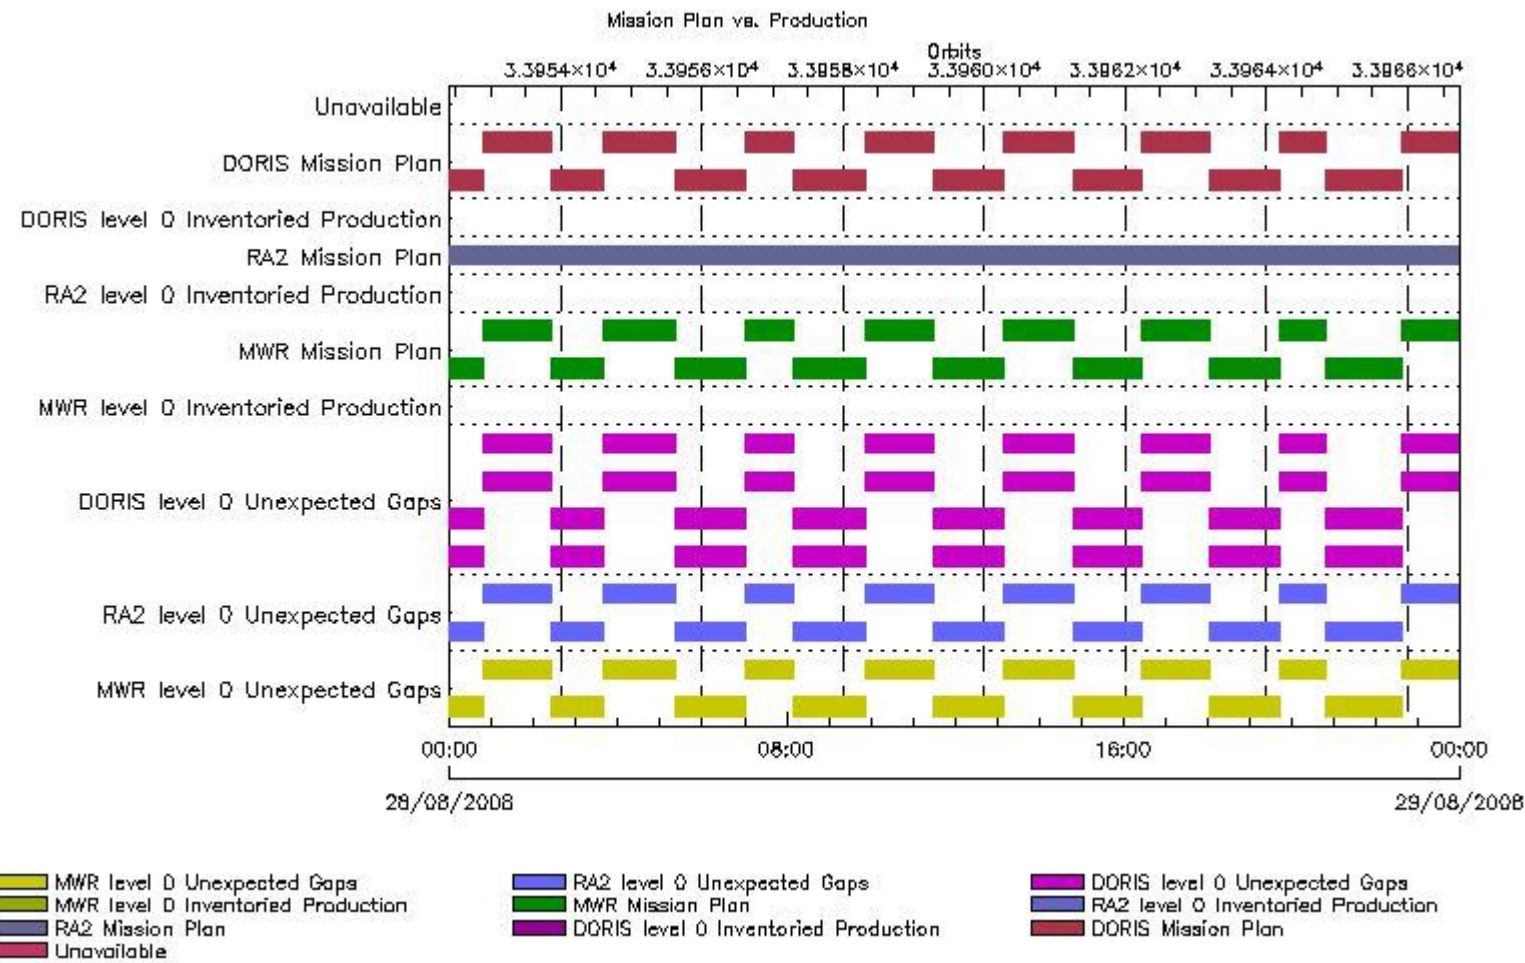 Mission Plan vs. Production
Orbits
3.3954×10⁴ 3.3956×10⁴ 3.3958×10⁴ 3.3960×10⁴ 3.3962×10⁴ 3.3964×10⁴ 3.3966×10⁴
Unavailable
DORIS Mission Plan
DORIS level 0 Inventoried Production
RA2 Mission Plan
RA2 level 0 Inventoried Production
MWR Mission Plan
MWR level 0 Inventoried Production
DORIS level 0 Unexpected Gaps
RA2 level 0 Unexpected Gaps
MWR level 0 Unexpected Gaps
00:00 08:00 16:00 00:00
28/08/2008 29/08/2008
MWR level 0 Unexpected Gaps RA2 level 0 Unexpected Gaps DORIS level 0 Unexpected Gaps
MWR level 0 Inventoried Production MWR Mission Plan RA2 level 0 Inventoried Production
RA2 Mission Plan DORIS level 0 Inventoried Production DORIS Mission Plan
Unavailable